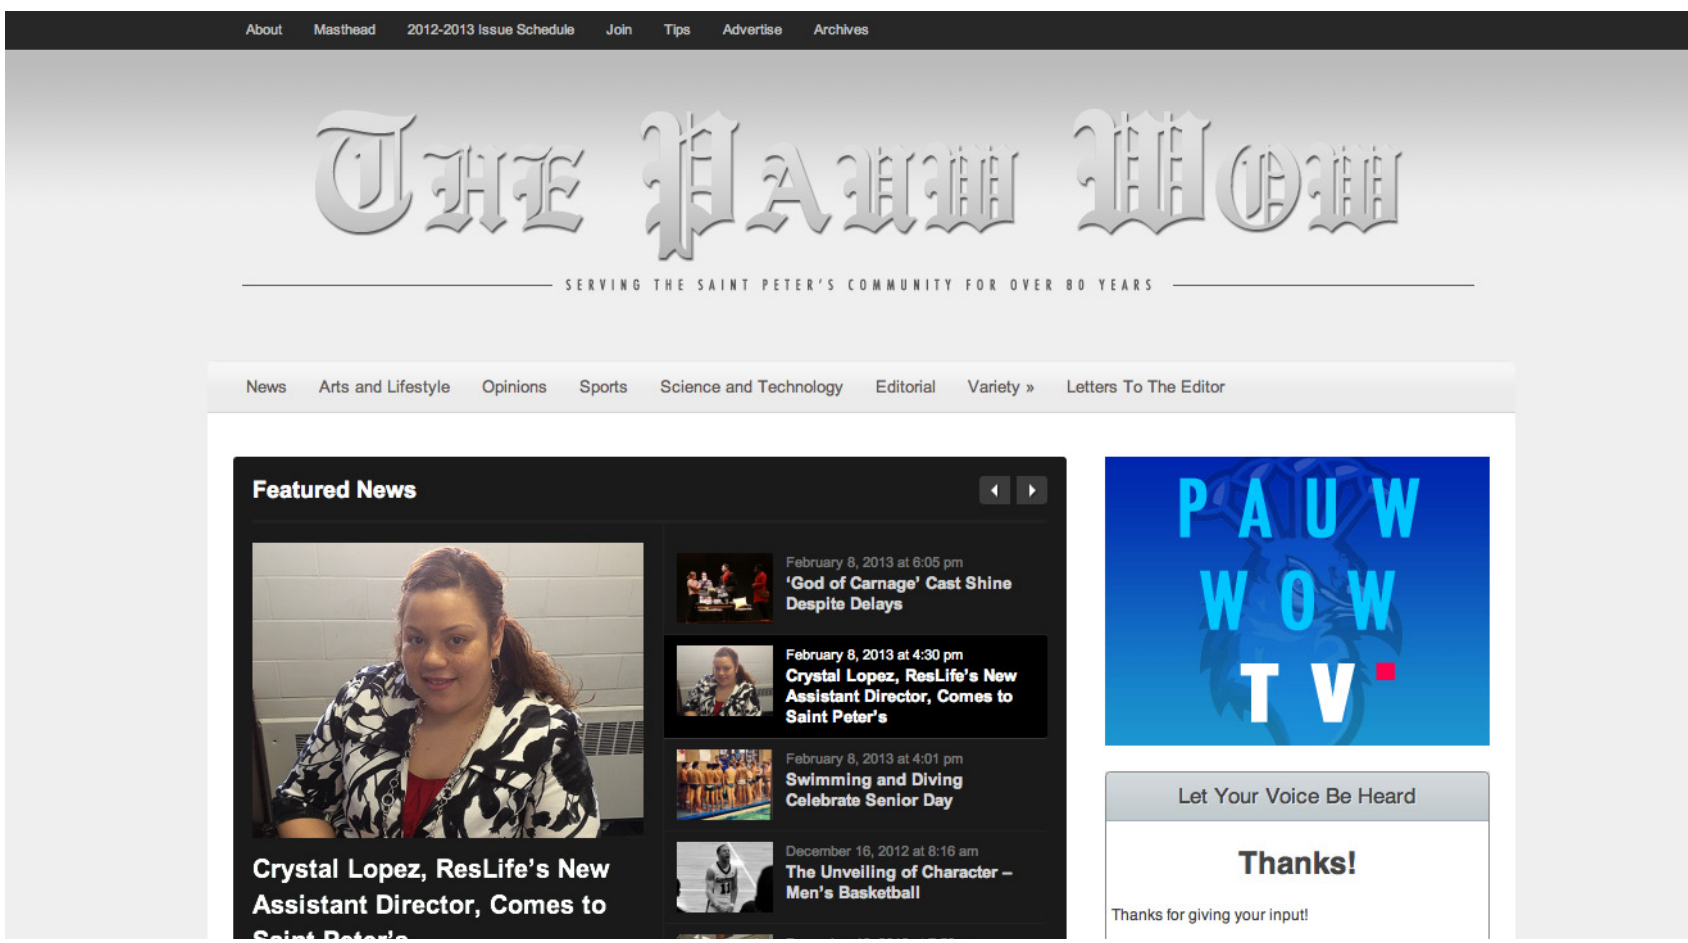 About Masthead 2012-2013 Issue Schedule Join Tips Advertise Archives
The Pauw Wow
SERVING THE SAINT PETER'S COMMUNITY FOR OVER 80 YEARS
News Arts and Lifestyle Opinions Sports Science and Technology Editorial Variety » Letters To The Editor
Featured News
Crystal Lopez, ResLife's New
Assistant Director, Comes to
Saint Peter's
February 8, 2013 at 6:05 pm
‘God of Carnage’ Cast Shine
Despite Delays
February 8, 2013 at 4:30 pm
Crystal Lopez, ResLife’s New
Assistant Director, Comes to
Saint Peter’s
February 8, 2013 at 4:01 pm
Swimming and Diving
Celebrate Senior Day
December 16, 2012 at 8:16 am
The Unveiling of Character –
Men’s Basketball
PAUW
WOW
TV
Let Your Voice Be Heard
Thanks!
Thanks for giving your input!